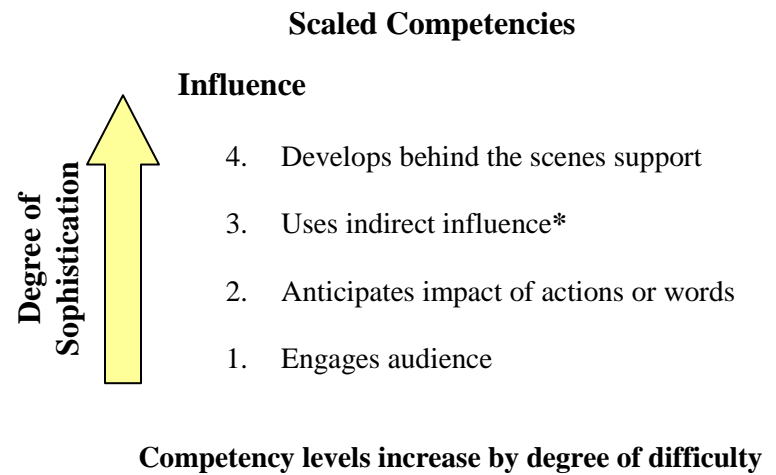 Scaled Competencies
Influence
Degree of
Sophistication
4. Develops behind the scenes support
3. Uses indirect influence*
2. Anticipates impact of actions or words
1. Engages audience
Competency levels increase by degree of difficulty